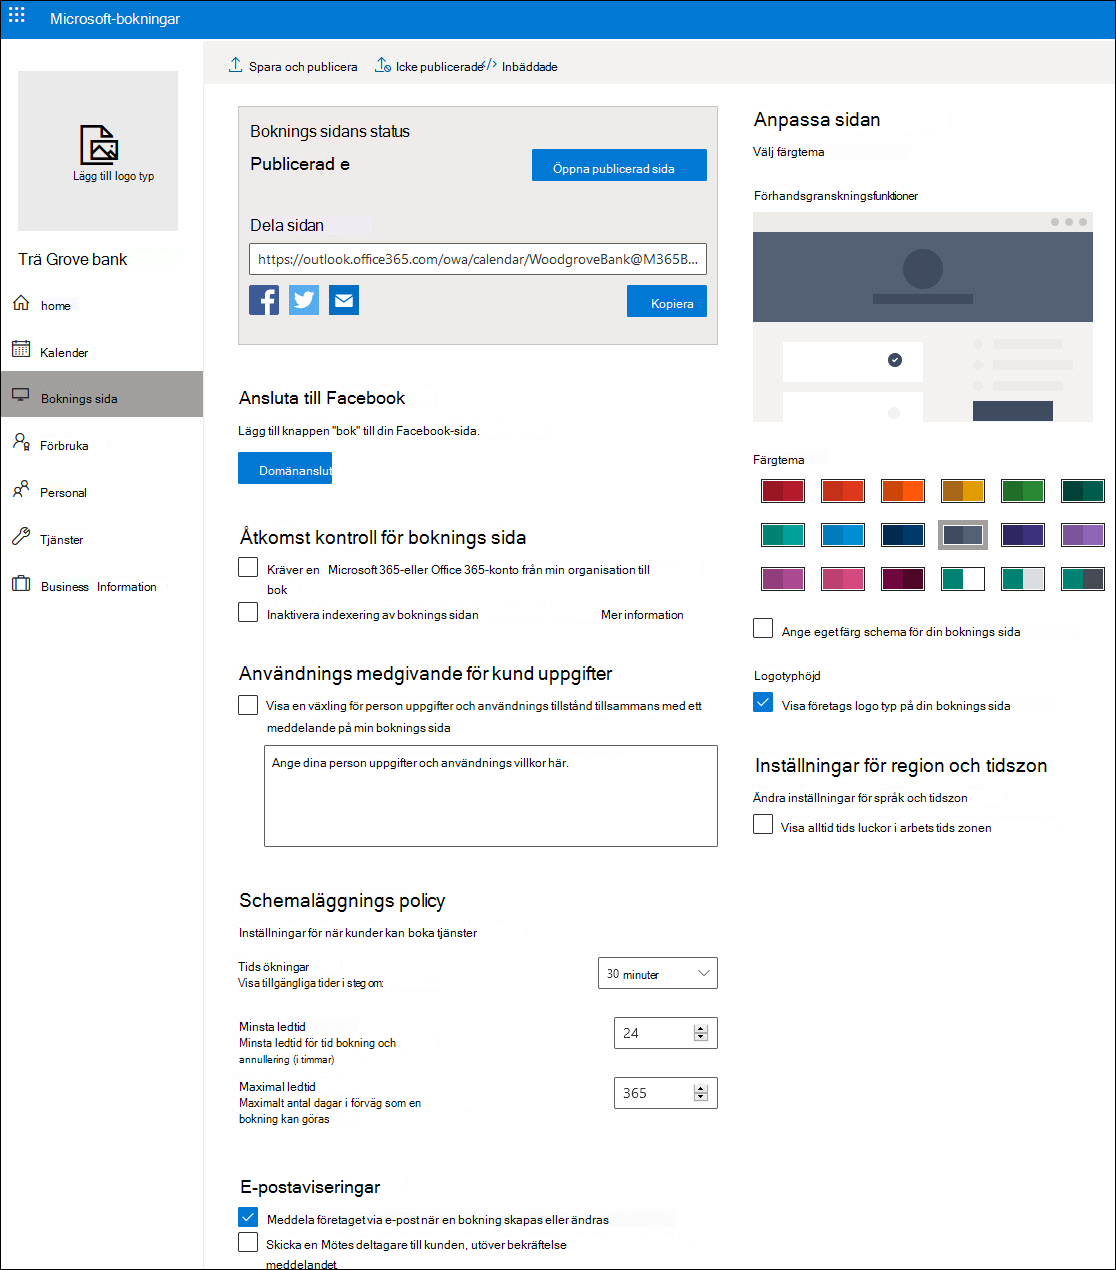 Microsoft-bokningar
Spara och publicera
Icke publicerade
Inbäddade
Lägg till logo typ
Trä Grove bank
home
Kalender
Boknings sida
Förbruka
Personal
Tjänster
Business Information
Boknings sidans status
Publicerad e
Öppna publicerad sida
Dela sidan
https://outlook.office365.com/owa/calendar/WoodgroveBank@M365B...
Kopiera
Ansluta till Facebook
Lägg till knappen "bok" till din Facebook-sida.
Domänanslut
Åtkomst kontroll för boknings sida
Kräver en Microsoft 365-eller Office 365-konto från min organisation till
bok
Inaktivera indexering av boknings sidan
Mer information
Användnings medgivande för kund uppgifter
Visa en växling för person uppgifter och användnings tillstånd tillsammans med ett
meddelande på min boknings sida
Ange dina person uppgifter och användnings villkor här.
Schemaläggnings policy
Inställningar för när kunder kan boka tjänster
Tids ökningar
Visa tillgängliga tider i steg om:
30 minuter
Minsta ledtid
Minsta ledtid för tid bokning och
annullering (i timmar)
24
Maximal ledtid
Maximalt antal dagar i förväg som en
bokning kan göras
365
E-postaviseringar
Meddela företaget via e-post när en bokning skapas eller ändras
Skicka en Mötes deltagare till kunden, utöver bekräftelse
meddelandet
Anpassa sidan
Välj färgtema
Förhandsgranskningsfunktioner
Färgtema
Ange eget färg schema för din boknings sida
Logotyphöjd
Visa företags logo typ på din boknings sida
Inställningar för region och tidszon
Ändra inställningar för språk och tidszon
Visa alltid tids luckor i arbets tids zonen